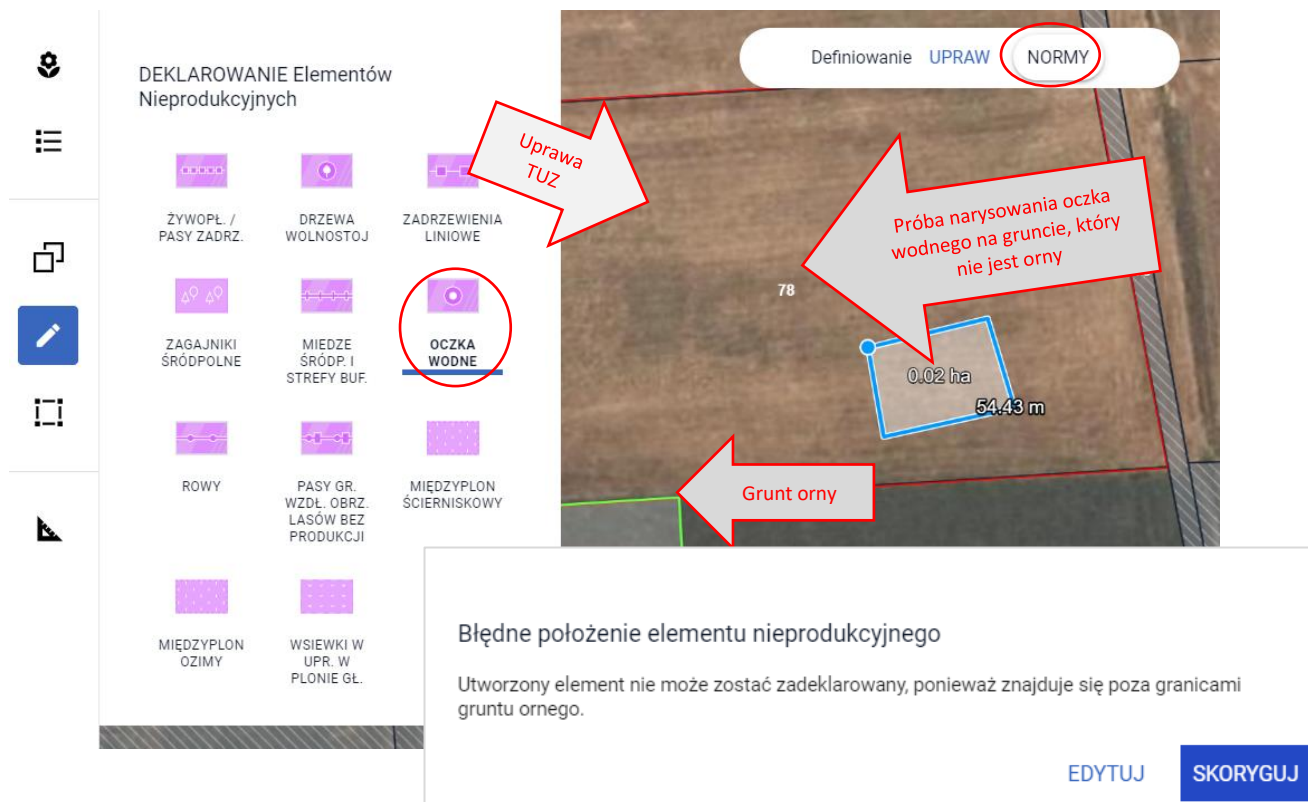 DEKLAROWANIE Elementów
Nieprodukcyjnych
ŻYWOPŁ. /
PASY ZADRZ.
DRZEWA
WOLNOSTOJ
ZADRZEWIENIA
LINIOWE
ZAGAJNIKI
ŚRÓDPOLNE
MIEDZE
ŚRÓDP. I
STREFY BUF.
OCZKA
WODNE
ROWY
PASY GR.
WZDŁ. OBRZ.
LASÓW BEZ
PRODUKCJI
MIĘDZYPLON
ŚCIERNISKOWY
MIĘDZYPLON
OZIMY
WSIEWKI W
UPR. W
PLONIE GŁ.
Definiowanie UPRAW NORMY
Uprawa
TUZ
Próba narysowania oczka
wodnego na gruncie, który
nie jest orny
78
0.02 ha
54.43 m
Grunt orny
Błędne położenie elementu nieprodukcyjnego
Utworzony element nie może zostać zadeklarowany, ponieważ znajduje się poza granicami
gruntu ornego.
EDYTUJ SKORYGUJ